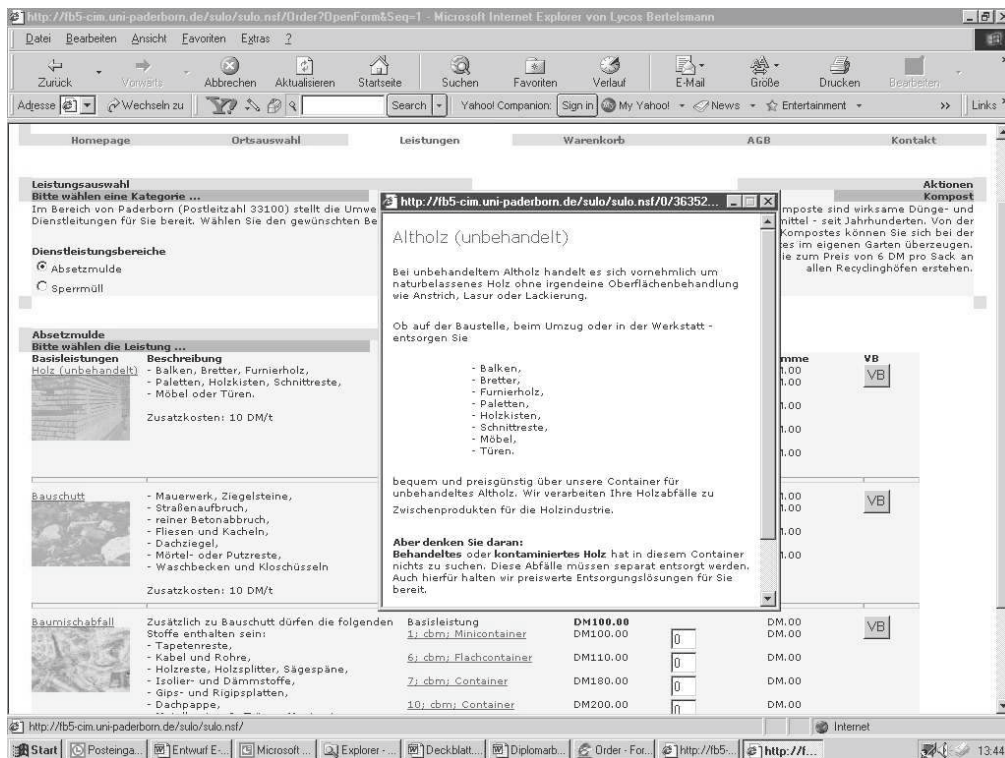 http://fb5-cim.uni-paderborn.de/sulo/sulo.nsf/Order?OpenForm&Seq=1 - Microsoft Internet Explorer von Lycos Bertelsmann
Datei Bearbeiten Ansicht Favoriten Extras ?
Zurück Vorwärts Abbrechen Aktualisieren Startseite Suchen Favoriten Verlauf E-Mail Größe Drucken Bearbeiten
Adresse Wechseln zu Search Yahoo! Companion: Sign in My Yahoo! News Entertainment >> Links
Homepage Ortsauswahl Leistungen Warenkorb AGB Kontakt
Leistungsauswahl
Bitte wählen eine Kategorie ...
Im Bereich von Paderborn (Postleitzahl 33100) stellt die Umwe
Dienstleistungen für Sie bereit. Wählen Sie den gewünschten Be
Dienstleistungsbereiche
Absetzmulde
Sperrmüll
Aktionen
Kompost
mposte sind wirksame Dünge- und
mittel - seit Jahrhunderten. Von der
Kompostes können Sie sich bei der
es im eigenen Garten überzeugen.
ie zum Preis von 6 DM pro Sack an
allen Recyclinghöfen erstehen.
http://fb5-cim.uni-paderborn.de/sulo/sulo.nsf/0/36352...
Altholz (unbehandelt)
Bei unbehandeltem Altholz handelt es sich vornehmlich um
naturbelassenes Holz ohne irgendeine Oberflächenbehandlung
wie Anstrich, Lasur oder Lackierung.
Ob auf der Baustelle, beim Umzug oder in der Werkstatt -
entsorgen Sie
- Balken,
- Bretter,
- Furnierholz,
- Paletten,
- Holzkisten,
- Schnittreste,
- Möbel,
- Türen.
bequem und preisgünstig über unsere Container für
unbehandeltes Altholz. Wir verarbeiten Ihre Holzabfälle zu
Zwischenprodukten für die Holzindustrie.
Aber denken Sie daran:
Behandeltes oder kontaminiertes Holz hat in diesem Container
nichts zu suchen. Diese Abfälle müssen separat entsorgt werden.
Auch hierfür halten wir preiswerte Entsorgungslösungen für Sie
bereit.
Absetzmulde
Bitte wählen die Leistung ...
Basisleistungen Beschreibung mme VB
Holz (unbehandelt) - Balken, Bretter, Furnierholz, .00
- Paletten, Holzkisten, Schnittreste, .00 VB
- Möbel oder Türen.
.00
Zusatzkosten: 10 DM/t
.00
.00
Bauschutt - Mauerwerk, Ziegelsteine, .00
- Straßenaufbruch, .00 VB
- reiner Betonabbruch,
- Fliesen und Kacheln, .00
- Dachziegel,
- Mörtel- oder Putzreste, .00
- Waschbecken und Kloschüsseln
Zusatzkosten: 10 DM/t
Baumischabfall Zusätzlich zu Bauschutt dürfen die folgenden Basisleistung DM100.00 DM.00
Stoffe enthalten sein: 1; cbm; Minicontainer DM100.00 0 DM.00 VB
- Tapetenreste,
- Kabel und Rohre,
- Holzreste, Holzsplitter, Sägespäne, 6; cbm; Flachcontainer DM110.00 0 DM.00
- Isolier- und Dämmstoffe,
- Gips- und Rigipsplatten, 7; cbm; Container DM180.00 0 DM.00
- Dachpappe, 10; cbm; Container DM200.00 0 DM.00
http://fb5-cim.uni-paderborn.de/sulo/sulo.nsf/ Internet
Start Posteinga... Entwurf E-... Microsoft ... Explorer - ... Deckblatt.... Diplomarb... Order - For... http://fb5-... http://f... 13:44